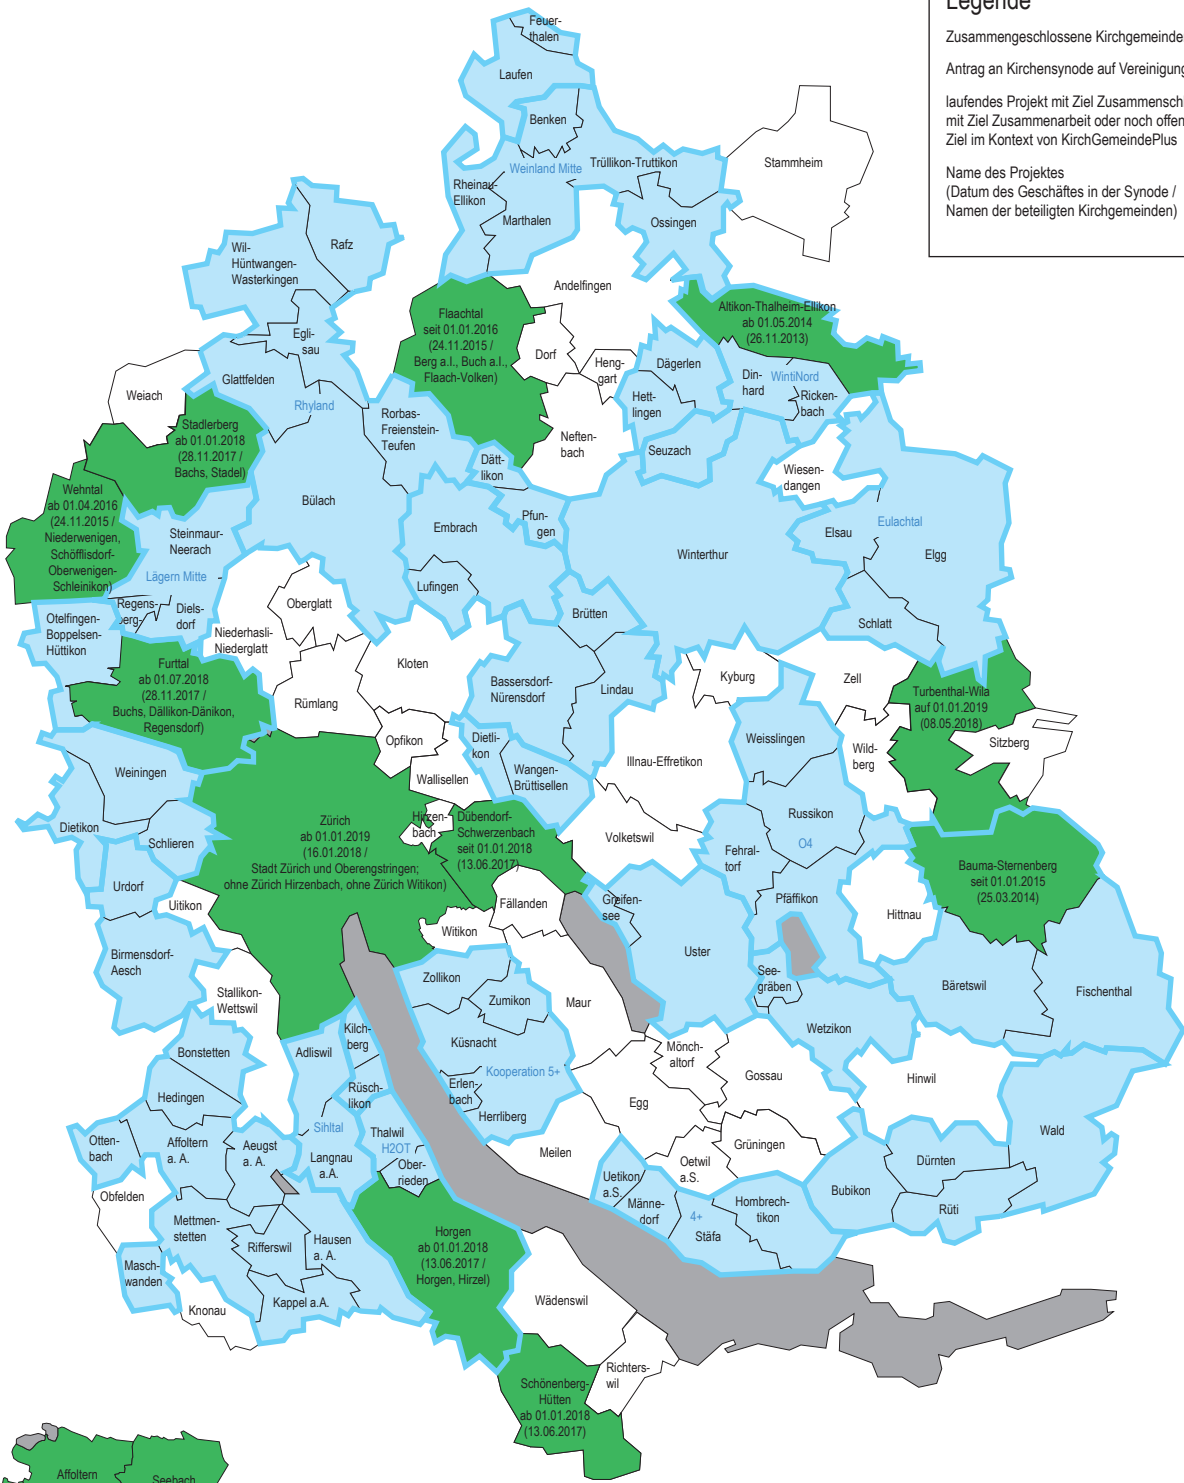 Legende
Zusammengeschlossene Kirchgemeinden
Antrag an Kirchensynode auf Vereinigung
laufendes Projekt mit Ziel Zusammenschl
mit Ziel Zusammenarbeit oder noch offen
Ziel im Kontext von KirchGemeindePlus
Name des Projektes
(Datum des Geschäftes in der Synode /
Namen der beteiligten Kirchgemeinden)
Feuer-
thalen
Laufen
Benken
Weinland Mitte
Trüllikon-Truttikon
Stammheim
Rheinau-
Ellikon
Marthalen
Ossingen
Wil-
Hüntwangen-
Wasterkingen
Rafz
Andelfingen
Flaachtal
seit 01.01.2016
(24.11.2015 /
Berg a.I., Buch a.I.,
Flaach-Volken)
Altikon-Thalheim-Ellikon
ab 01.05.2014
(26.11.2013)
Egli-
sau
Dorf
Heng-
gart
Dägerlen
Din-
hard
WintiNord
Ricken-
bach
Glattfelden
Weiach
Rhyland
Hett-
lingen
Rorbas-
Freienstein-
Teufen
Stadlerberg
ab 01.01.2018
(28.11.2017 /
Bachs, Stadel)
Neften-
bach
Seuzach
Dätt-
likon
Wiesen-
dangen
Wehntal
ab 01.04.2016
(24.11.2015 /
Niederwenigen,
Schöfflisdorf-
Oberwenigen-
Schleinikon)
Bülach
Embrach
Pfun-
gen
Steinmaur-
Neerach
Elsau
Eulachtal
Elgg
Winterthur
Lägern Mitte
Lufingen
Regens-
berg
Diels-
dorf
Oberglatt
Otelfingen-
Boppelsen-
Hüttikon
Brütten
Schlatt
Niederhasli-
Niederglatt
Kloten
Furttal
ab 01.07.2018
(28.11.2017 /
Buchs, Dällikon-Dänikon,
Regensdorf)
Bassersdorf-
Nürensdorf
Lindau
Kyburg
Zell
Turbenthal-Wila
auf 01.01.2019
(08.05.2018)
Rümlang
Opfikon
Dietli-
kon
Weisslingen
Sitzberg
Wild-
berg
Illnau-Effretikon
Weiningen
Wallisellen
Wangen-
Brüttisellen
Russikon
Dietikon
Zürich
ab 01.01.2019
(16.01.2018 /
Stadt Zürich und Oberengstringen;
ohne Zürich Hirzenbach, ohne Zürich Witikon)
Hirzen-
bach
Dübendorf-
Schwerzenbach
seit 01.01.2018
(13.06.2017)
Volketswil
O4
Schlieren
Fehral-
torf
Bauma-Sternenberg
seit 01.01.2015
(25.03.2014)
Urdorf
Uitikon
Fällanden
Greifen-
see
Pfäffikon
Hittnau
Witikon
Birmensdorf-
Aesch
Uster
Zollikon
See-
gräben
Bäretswil
Fischenthal
Stallikon-
Wettswil
Zumikon
Maur
Wetzikon
Kilch-
berg
Küsnacht
Mönch-
altorf
Bonstetten
Adliswil
Kooperation 5+
Gossau
Hinwil
Hedingen
Rüsch-
likon
Erlen-
bach
Herrliberg
Egg
Sihltal
Thalwil
H2OT
Wald
Otten-
bach
Affoltern
a. A.
Aeugst
a. A.
Langnau
a.A.
Ober-
rieden
Meilen
Oetwil
a.S.
Grüningen
Dürnten
Uetikon
a.S.
Bubikon
Obfelden
Männe-
dorf
4+
Stäfa
Hombrech-
tikon
Rüti
Mettmen-
stetten
Rifferswil
Hausen
a. A.
Horgen
ab 01.01.2018
(13.06.2017 /
Horgen, Hirzel)
Masch-
wanden
Knonau
Kappel a.A.
Wädenswil
Richters-
wil
Schönenberg-
Hütten
ab 01.01.2018
(13.06.2017)
Affoltern
Seebach